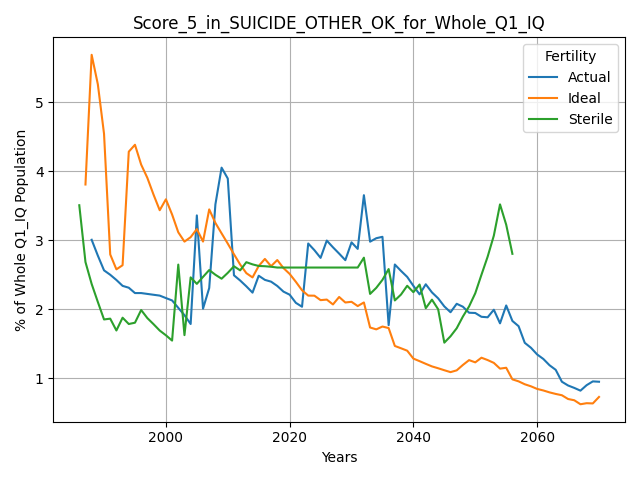 Score_5_in_SUICIDE_OTHER_OK_for_Whole_Q1_IQ
Fertility
Actual
Ideal
Sterile
% of Whole Q1_IQ Population
5
4
3
2
1
2000 2020 2040 2060
Years